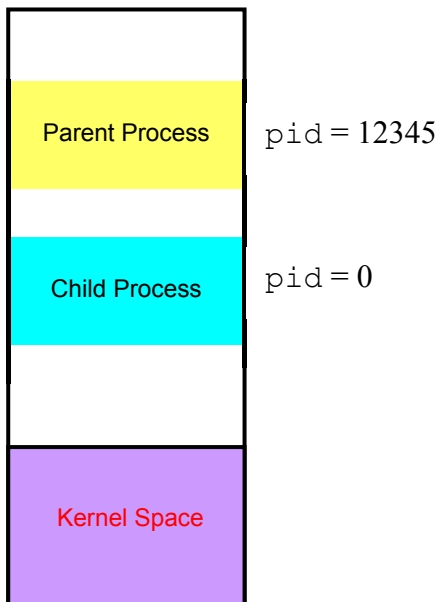 Parent Process pid = 12345
Child Process pid = 0
Kernel Space